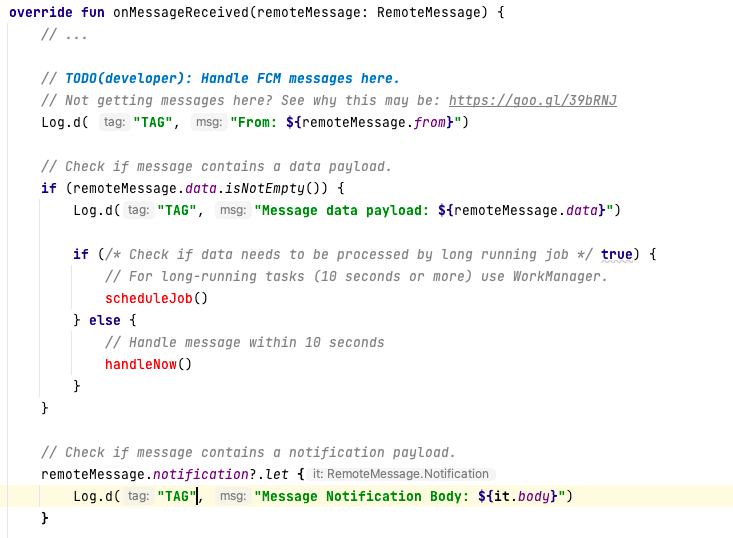 override fun onMessageReceived(remoteMessage: RemoteMessage) {
// ...
// TODO(developer): Handle FCM messages here.
// Not getting messages here? See why this may be: https://goo.gl/39bRNJ
Log.d( tag: "TAG", msg: "From: ${remoteMessage.from}")
// Check if message contains a data payload.
if (remoteMessage.data.isNotEmpty()) {
Log.d( tag: "TAG", msg: "Message data payload: ${remoteMessage.data}")
if (/* Check if data needs to be processed by long running job */ true) {
// For long-running tasks (10 seconds or more) use WorkManager.
scheduleJob()
} else {
// Handle message within 10 seconds
handleNow()
}
}
// Check if message contains a notification payload.
remoteMessage.notification?.let { it: RemoteMessage.Notification
Log.d( tag: "TAG", msg: "Message Notification Body: ${it.body}")
}